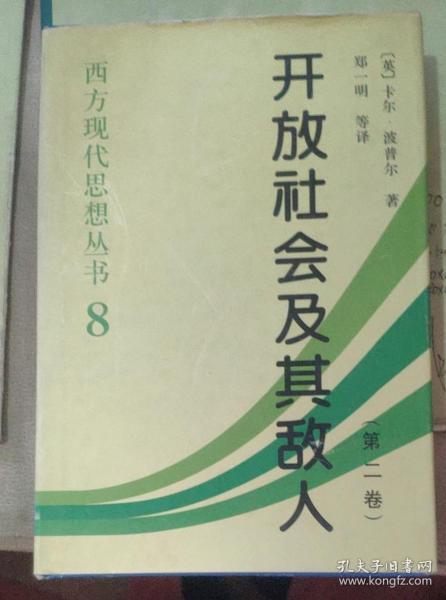 [英]卡尔·波普尔 著
郑一明 等译
开放社会及其敌人
(第二卷)
西方现代思想丛书 8
孔夫子旧书网
www.kongfz.com